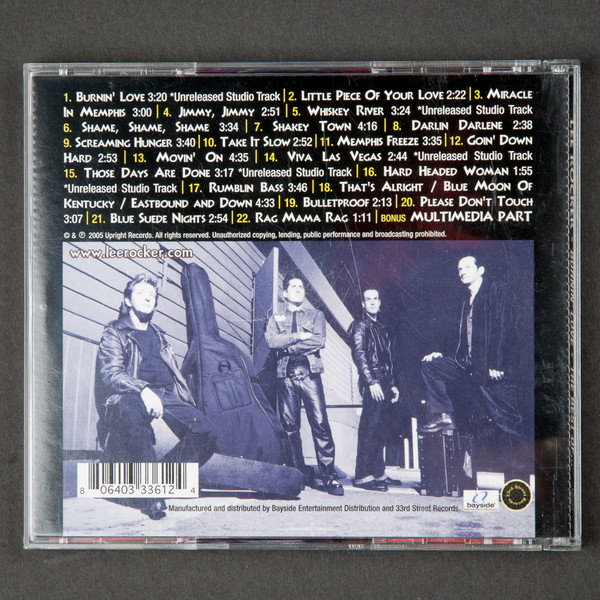 1. Burnin' Love 3:20 *Unreleased Studio Track | 2. Little Piece Of Your Love 2:22 | 3. Miracle
In Memphis 3:00 | 4. Jimmy, Jimmy 2:51 | 5. Whiskey River 3:24 *Unreleased Studio Track
6. Shame, Shame, Shame 3:34 | 7. Shakey Town 4:16 | 8. Darlin Darlene 2:38
9. Screaming Hunger 3:40 | 10. Take It Slow 2:52 | 11. Memphis Freeze 3:35 | 12. Goin' Down
Hard 2:53 | 13. Movin' On 4:35 | 14. Viva Las Vegas 2:44 *Unreleased Studio Track
15. Those Days Are Done 3:17 *Unreleased Studio Track | 16. Hard Headed Woman 1:55
*Unreleased Studio Track | 17. Rumblin Bass 3:46 | 18. That's Alright / Blue Moon Of
Kentucky / Eastbound and Down 4:33 | 19. Bulletproof 2:13 | 20. Please Don't Touch
3:07 | 21. Blue Suede Nights 2:54 | 22. Rag Mama Rag 1:11 | BONUS MULTIMEDIA PART
© & ℗ 2005 Upright Records. All rights reserved. Unauthorized copying, lending, public performance and broadcasting prohibited.
www.leerocker.com
8 06403 33612 4
Manufactured and distributed by Bayside Entertainment Distribution and 33rd Street Records.
bayside
33rd Street Records